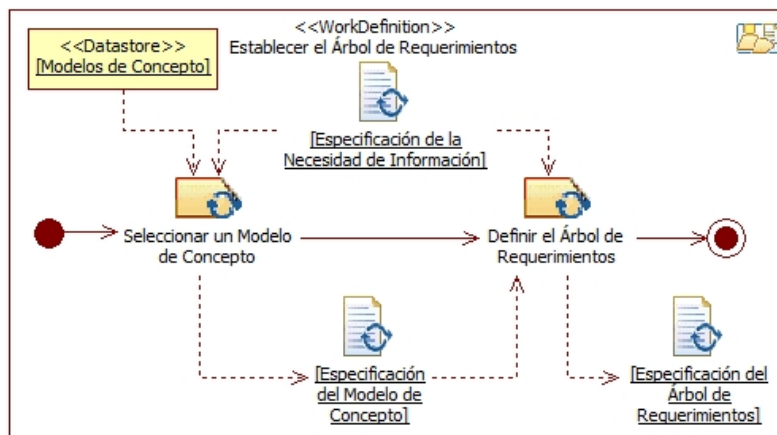 <<WorkDefinition>>
Establecer el Árbol de Requerimientos
<<Datastore>>
[Modelos de Concepto]
[Especificación de la
Necesidad de Información]
Seleccionar un Modelo
de Concepto
Definir el Árbol de
Requerimientos
[Especificación
del Modelo de
Concepto]
[Especificación del
Árbol de
Requerimientos]